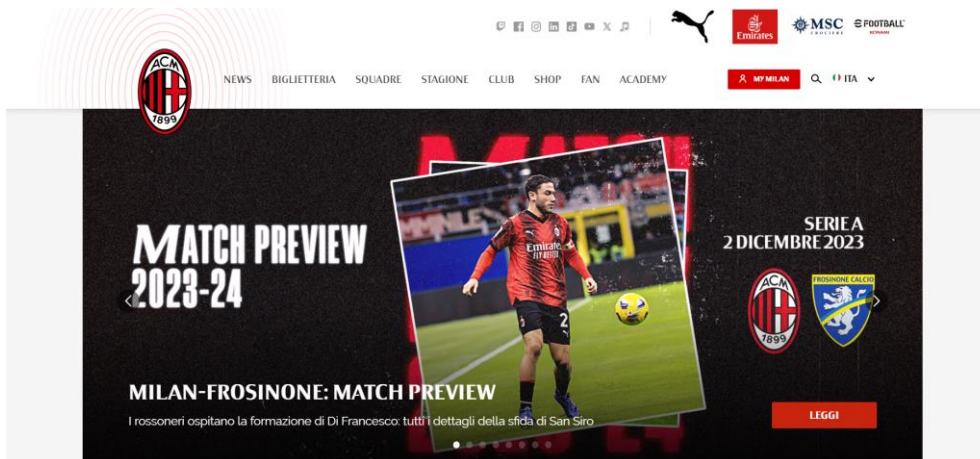 Emirates
MSC
CROCIERE
FOOTBALL
KONAMI
ACM
1899
NEWS BIGLIETTERIA SQUADRE STAGIONE CLUB SHOP FAN ACADEMY
MY MILAN
ITA
MATCH PREVIEW
2023-24
Emirates
FLY BETTER
2
SERIE A
2 DICEMBRE 2023
ACM
1899
FROSINONE CALCIO
MILAN-FROSINONE: MATCH PREVIEW
I rossoneri ospitano la formazione di Di Francesco: tutti i dettagli della sfida di San Siro
LEGGI